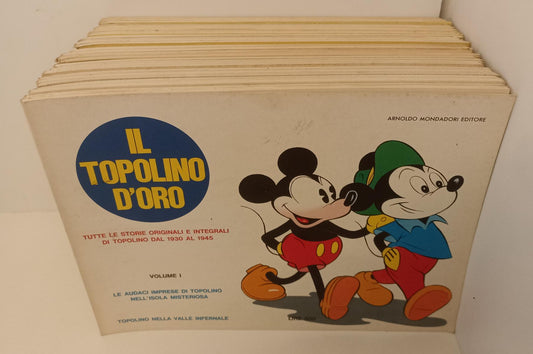 ARNOLDO MONDADORI EDITORE
IL
TOPOLINO
D'ORO
TUTTE LE STORIE ORIGINALI E INTEGRALI
DI TOPOLINO DAL 1930 AL 1945
VOLUME I
LE AUDACI IMPRESE DI TOPOLINO
NELL'ISOLA MISTERIOSA
TOPOLINO NELLA VALLE INFERNALE